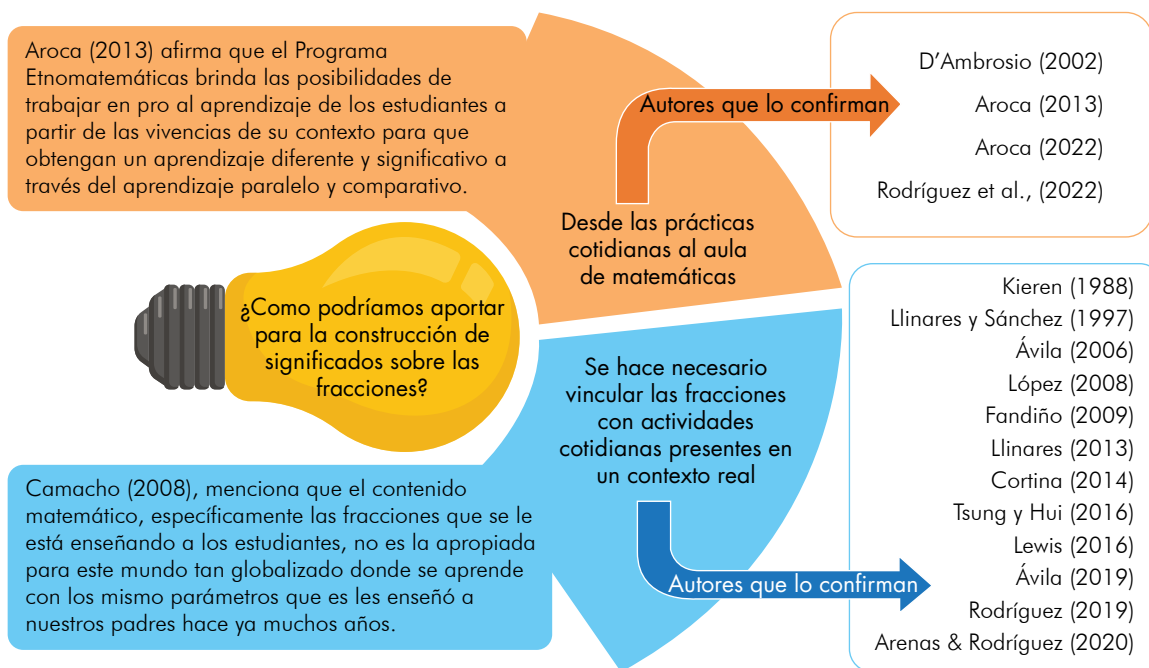 Aroca (2013) afirma que el Programa
Etnomatemáticas brinda las posibilidades de
trabajar en pro al aprendizaje de los estudiantes a
partir de las vivencias de su contexto para que
obtengan un aprendizaje diferente y significativo a
través del aprendizaje paralelo y comparativo.
Autores que lo confirman
D’Ambrosio (2002)
Aroca (2013)
Aroca (2022)
Rodríguez et al., (2022)
Desde las prácticas
cotidianas al aula
de matemáticas
¿Como podríamos aportar
para la construcción de
significados sobre las
fracciones?
Se hace necesario
vincular las fracciones
con actividades
cotidianas presentes en
un contexto real
Camacho (2008), menciona que el contenido
matemático, específicamente las fracciones que se le
está enseñando a los estudiantes, no es la apropiada
para este mundo tan globalizado donde se aprende
con los mismo parámetros que es les enseñó a
nuestros padres hace ya muchos años.
Autores que lo confirman
Kieren (1988)
Llinares y Sánchez (1997)
Ávila (2006)
López (2008)
Fandiño (2009)
Llinares (2013)
Cortina (2014)
Tsung y Hui (2016)
Lewis (2016)
Ávila (2019)
Rodríguez (2019)
Arenas & Rodríguez (2020)